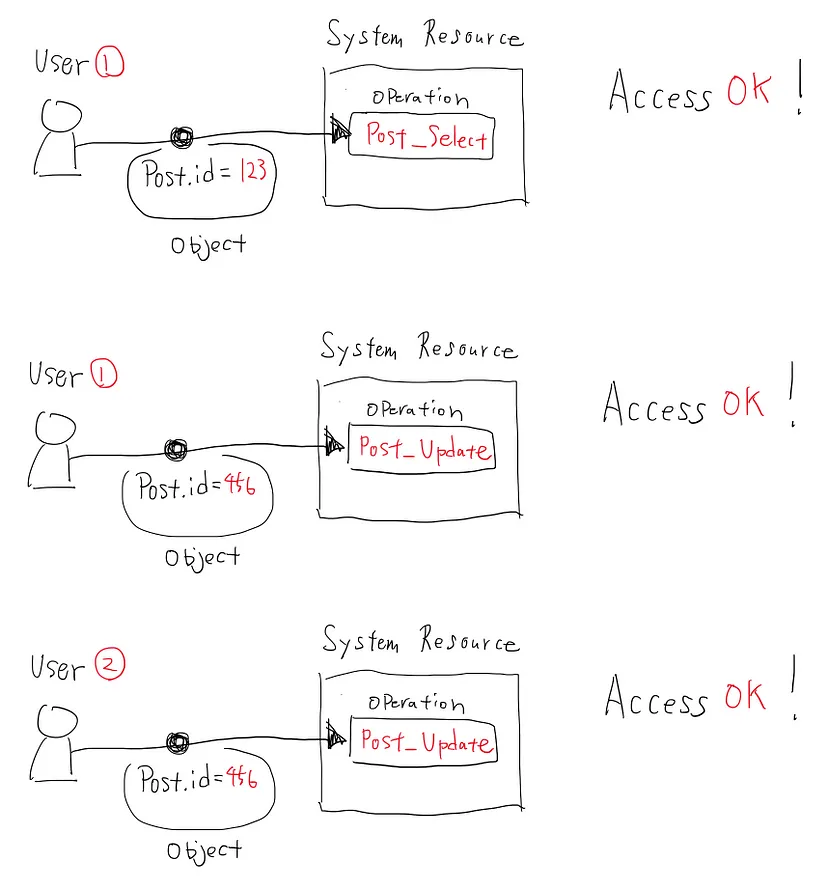 System Resource
User ①
Operation
Post_Select
Access OK !
Post.id = 123
Object
System Resource
User ①
Operation
Post_Update
Access OK !
Post.id=456
Object
System Resource
User ②
Operation
Post_Update
Access OK !
Post.id=456
Object